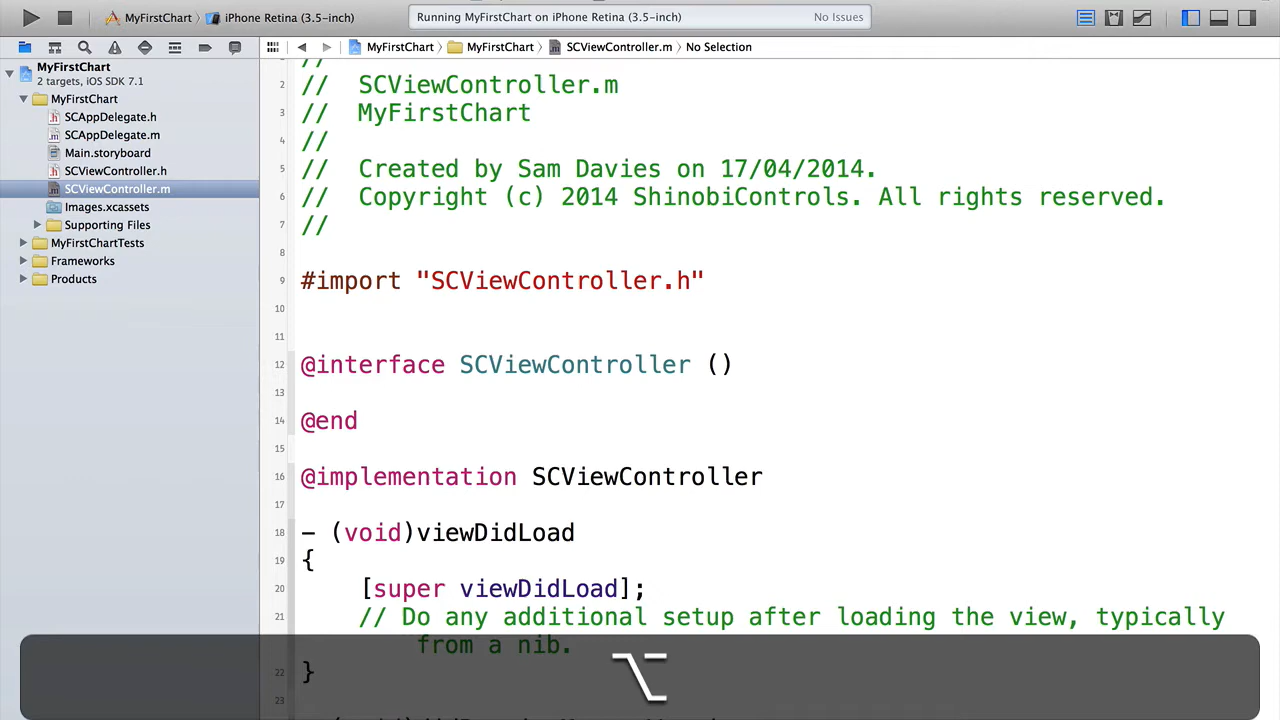 MyFirstChart iPhone Retina (3.5-inch)
Running MyFirstChart on iPhone Retina (3.5-inch) No Issues
MyFirstChart MyFirstChart SCViewController.m No Selection
MyFirstChart
2 targets, iOS SDK 7.1
MyFirstChart
SCAppDelegate.h
SCAppDelegate.m
Main.storyboard
SCViewController.h
SCViewController.m
Images.xcassets
Supporting Files
MyFirstChartTests
Frameworks
Products
//
2 //  SCViewController.m
3 //  MyFirstChart
4 //
5 //  Created by Sam Davies on 17/04/2014.
6 //  Copyright (c) 2014 ShinobiControls. All rights reserved.
7 //
8
9 #import "SCViewController.h"
10
11
12 @interface SCViewController ()
13
14 @end
15
16 @implementation SCViewController
17
18 - (void)viewDidLoad
19 {
20     [super viewDidLoad];
21     // Do any additional setup after loading the view, typically
from a nib.
22 }
23
⌥